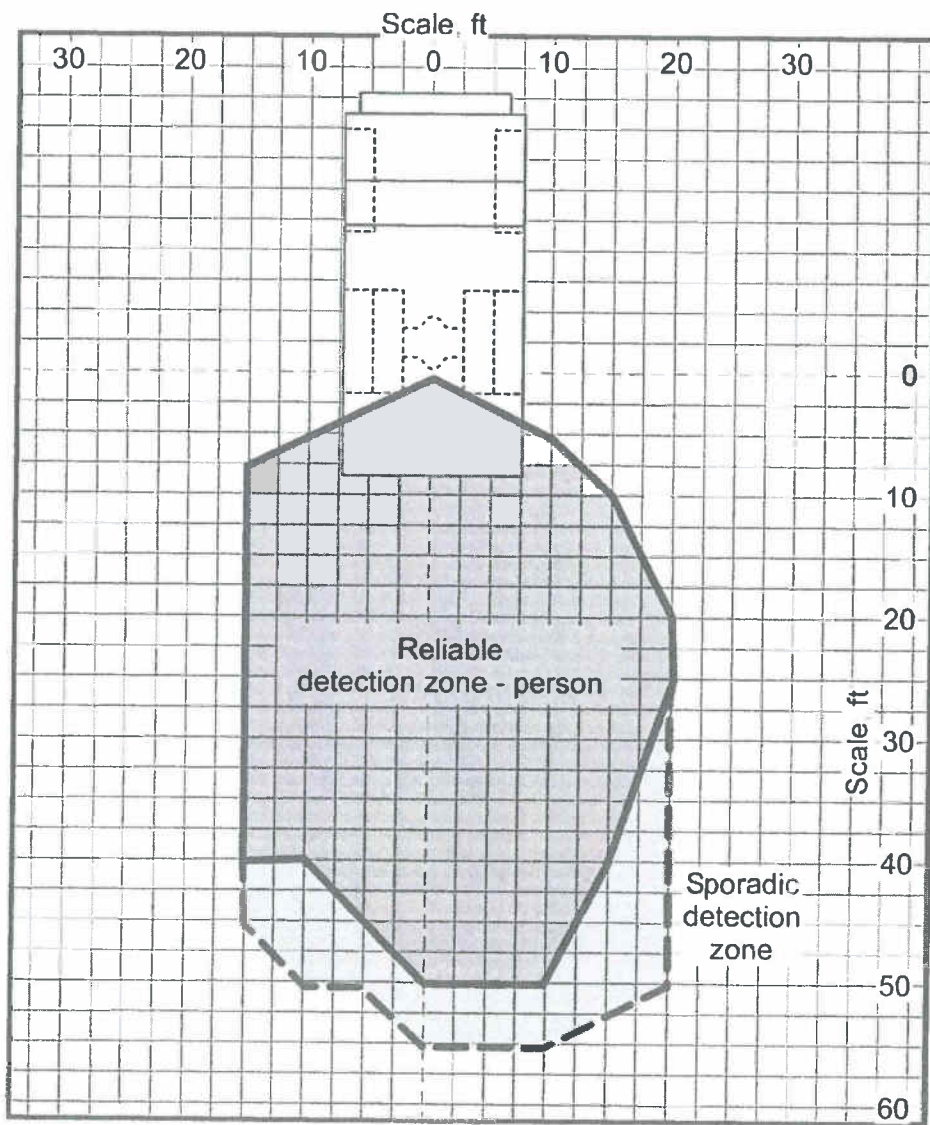 Scale, ft
30 20 10 0 10 20 30
0
10
Reliable
detection zone - person
20
Scale, ft
30
40
Sporadic
detection
zone
50
60